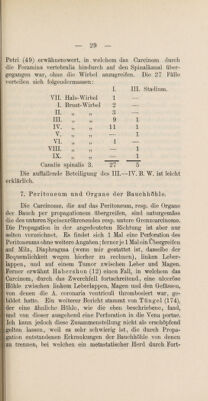 — 29 —
Petri (49) erwähnenswert, in welchem das Carcinom durch
die Foramina vertebralia hindurch auf den Spinalkanal über-
gegangen war, ohne die Wirbel anzugreifen. Die 27 Fälle
verteilen sich folgendermassen:
I. III. Stadium.
VII. Hals-Wirbel 1 —
I. Brust-Wirbel 2 —
II. „ „ 3 —
III. „ „ 9 1
IV. „ „ 11 1
V. „ „ — 1
VI. „ „ 1 —
VIII. „ „ — 1
IX. „ „ — 1
Canalis spinalis 3. 27 5
Die auffallende Beteiligung des III.—IV. B. W. ist leicht
erklärlich.
7. Peritoneum und Organe der Bauchhöhle.
Die Carcinome, die auf das Peritoneum, resp. die Organe
der Bauch per propagationem übergreifen, sind naturgemäss
die des unteren Speiseröhrenendes resp. untere Grenzcarcinome.
Die Propagation in der angedeuteten Richtung ist aber nur
selten verzeichnet. Es findet sich 1 Mal eine Perforation des
Peritoneums ohne weitere Angaben; ferner je 1 Mal ein Übergreifen
auf Milz, Diaphragma (wenn mir gestattet ist, dasselbe der
Bequemlichkeit wegen hierher zu rechnen), linken Leber-
lappen, und auf einem Tumor zwischen Leber und Magen.
Ferner erwähnt Habershon (12) einen Fall, in welchem das
Carcinom, durch das Zwerchfell fortschreitend, eine ulceröse
Höhle zwischen linkem Leberlappen, Magen und den Gefässen,
von denen die A. coronaria ventriculi thrombosiert war, ge-
bildet hatte. Ein weiterer Bericht stammt von Tüngel (174),
der eine ähnliche Höhle, wie die eben beschriebene, fand,
und von dieser ausgehend eine Perforation in die Vena portae.
Ich kann jedoch diese Zusammenstellung nicht als erschöpfend
gelten lassen, weil es sehr schwierig ist, die durch Propa-
gation entstandenen Erkrankungen der Bauchhöhle von denen
zu trennen, bei welchen ein metastatischer Herd durch Fort-